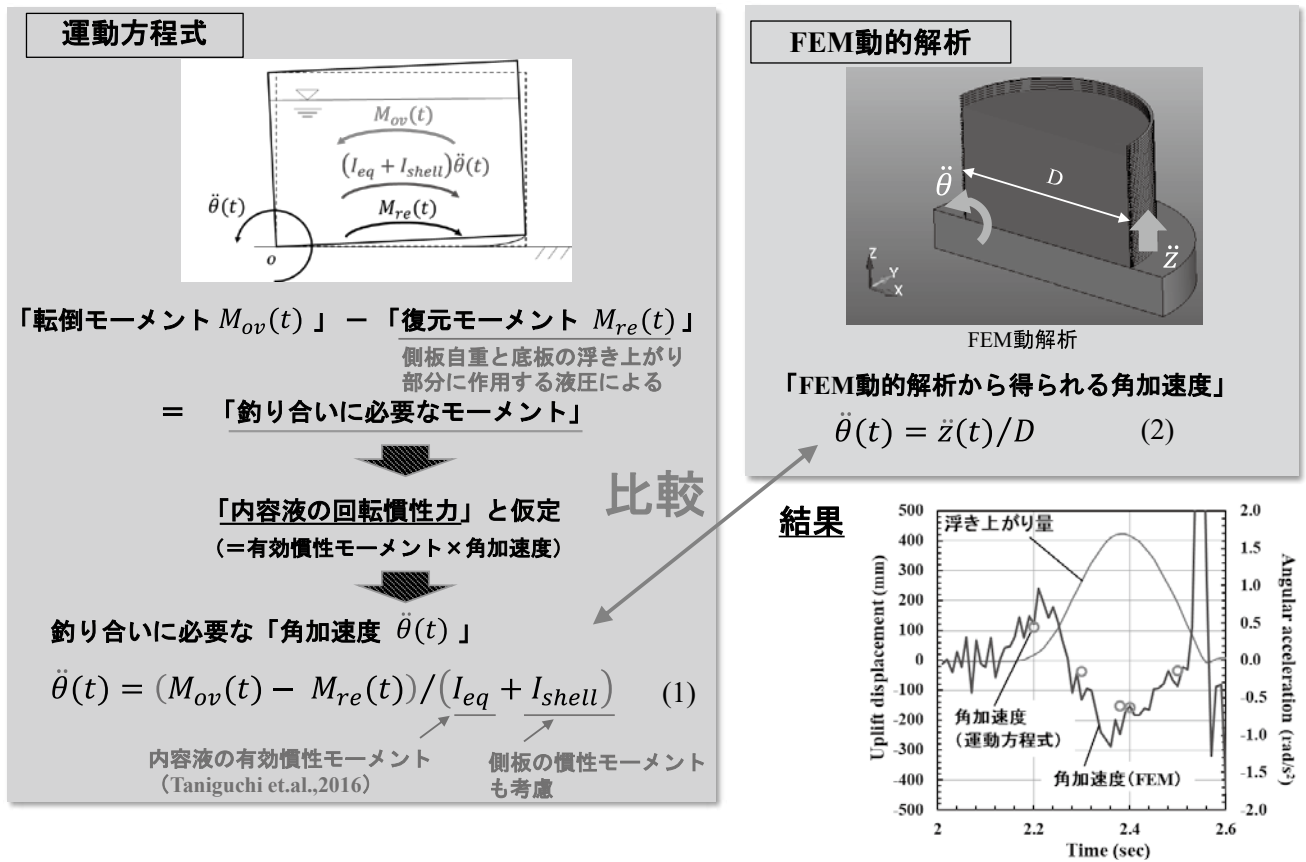 運動方程式
M_ov(t)
(I_eq + I_shell)θ̈(t)
θ̈(t)
M_re(t)
o
「転倒モーメント M_ov(t) 」－「復元モーメント M_re(t)」
側板自重と底板の浮き上がり
部分に作用する液圧による
＝ 「釣り合いに必要なモーメント」
「内容液の回転慣性力」と仮定
（＝有効慣性モーメント×角加速度）
釣り合いに必要な「角加速度 θ̈(t) 」
θ̈(t) = (M_ov(t) − M_re(t))/(I_eq + I_shell) (1)
内容液の有効慣性モーメント
（Taniguchi et.al.,2016）
側板の慣性モーメント
も考慮
比較
FEM動的解析
θ̈
D
z̈
Z
Y
X
FEM動解析
「FEM動的解析から得られる角加速度」
θ̈(t) = z̈(t)/D (2)
結果
Uplift displacement (mm)
500
400
300
200
100
0
-100
-200
-300
-400
-500
浮き上がり量
角加速度
（運動方程式）
角加速度(FEM)
2.0
1.5
1.0
0.5
0.0
-0.5
-1.0
-1.5
-2.0
Angular acceleration (rad/s²)
2 2.2 2.4 2.6
Time (sec)